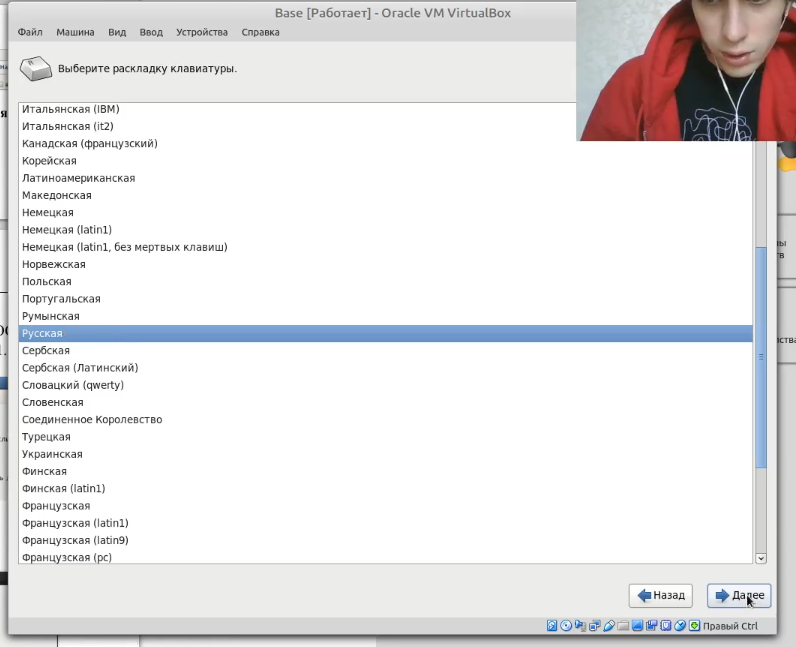 Base [Работает] - Oracle VM VirtualBox
Файл Машина Вид Ввод Устройства Справка
Выберите раскладку клавиатуры.
Итальянская (IBM)
Итальянская (it2)
Канадская (французский)
Корейская
Латиноамериканская
Македонская
Немецкая
Немецкая (latin1)
Немецкая (latin1, без мертвых клавиш)
Норвежская
Польская
Португальская
Румынская
Русская
Сербская
Сербская (Латинский)
Словацкий (qwerty)
Словенская
Соединенное Королевство
Турецкая
Украинская
Финская
Финская (latin1)
Французская
Французская (latin1)
Французская (latin9)
Французская (pc)
Назад Далее
Правый Ctrl